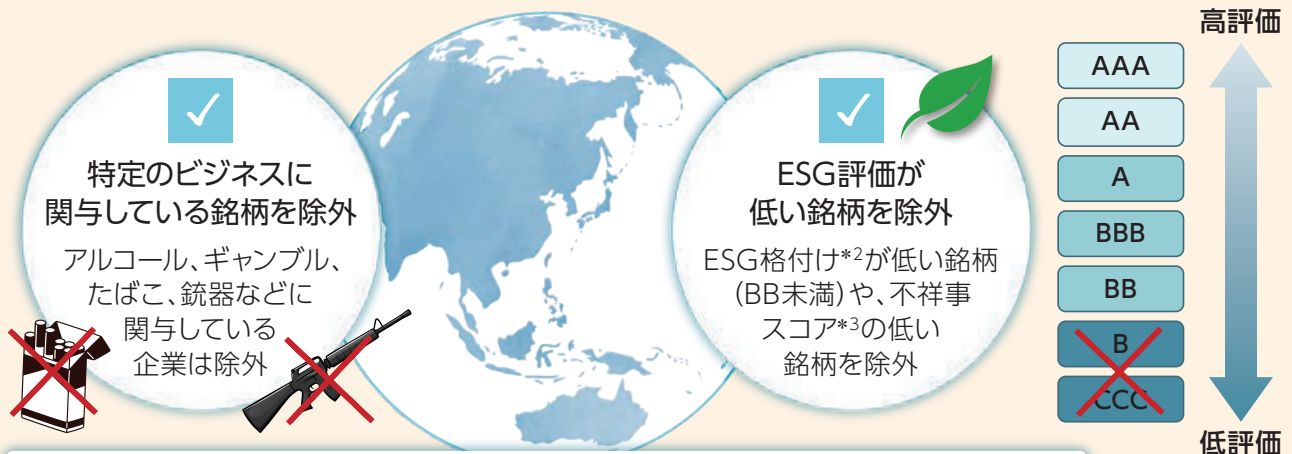 特定のビジネスに
関与している銘柄を除外
アルコール、ギャンブル、
たばこ、銃器などに
関与している
企業は除外
ESG評価が
低い銘柄を除外
ESG格付け*2が低い銘柄
(BB未満)や、不祥事
スコア*3の低い
銘柄を除外
高評価
AAA
AA
A
BBB
BB
B
CCC
低評価